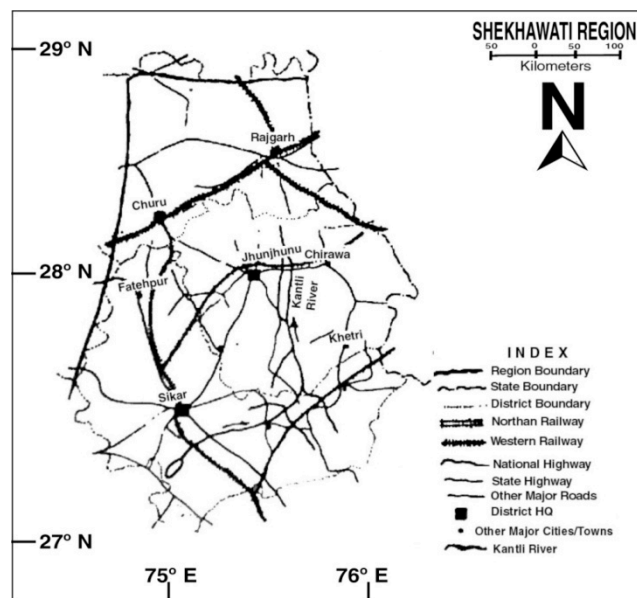 SHEKHAWATI REGION
50 0 50 100
Kilometers
N
29° N
Rajgarh
Churu
28° N
Jhunjhunu
Chirawa
Fatehpur
Kantli
River
Khetri
Sikar
INDEX
Region Boundary
State Boundary
District Boundary
Northan Railway
Western Railway
National Highway
State Highway
Other Major Roads
District HQ
Other Major Cities/Towns
Kantli River
27° N
75° E
76° E